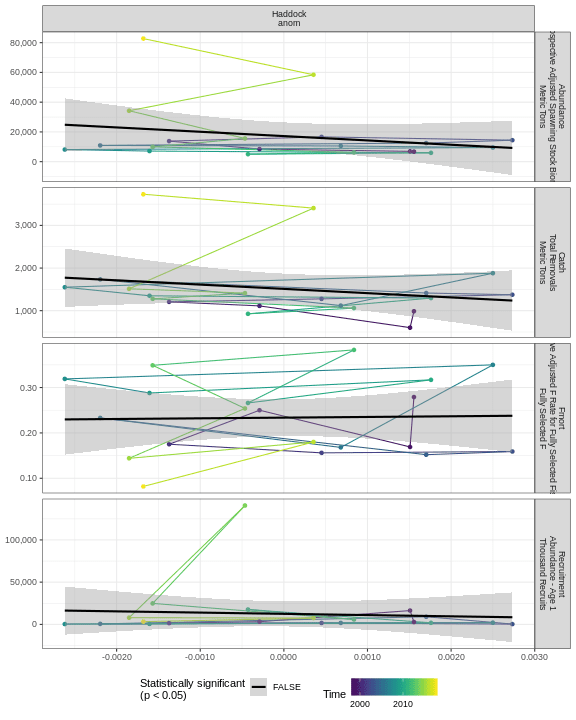 Haddock
anom
80,000
60,000
40,000
20,000
0
Abundance
Adjusted Spawning Stock
Metric Tons
3,000
2,000
1,000
Catch
Total Removals
Metric Tons
0.30
0.20
0.10
Fmort
Adjusted F Rate for Fully Selected
Fully Selected F
100,000
50,000
0
Recruitment
Abundance - Age 1
Thousand Recruits
-0.0020 -0.0010 0.0000 0.0010 0.0020 0.0030
Statistically significant
(p < 0.05)
FALSE
Time
2000 2010